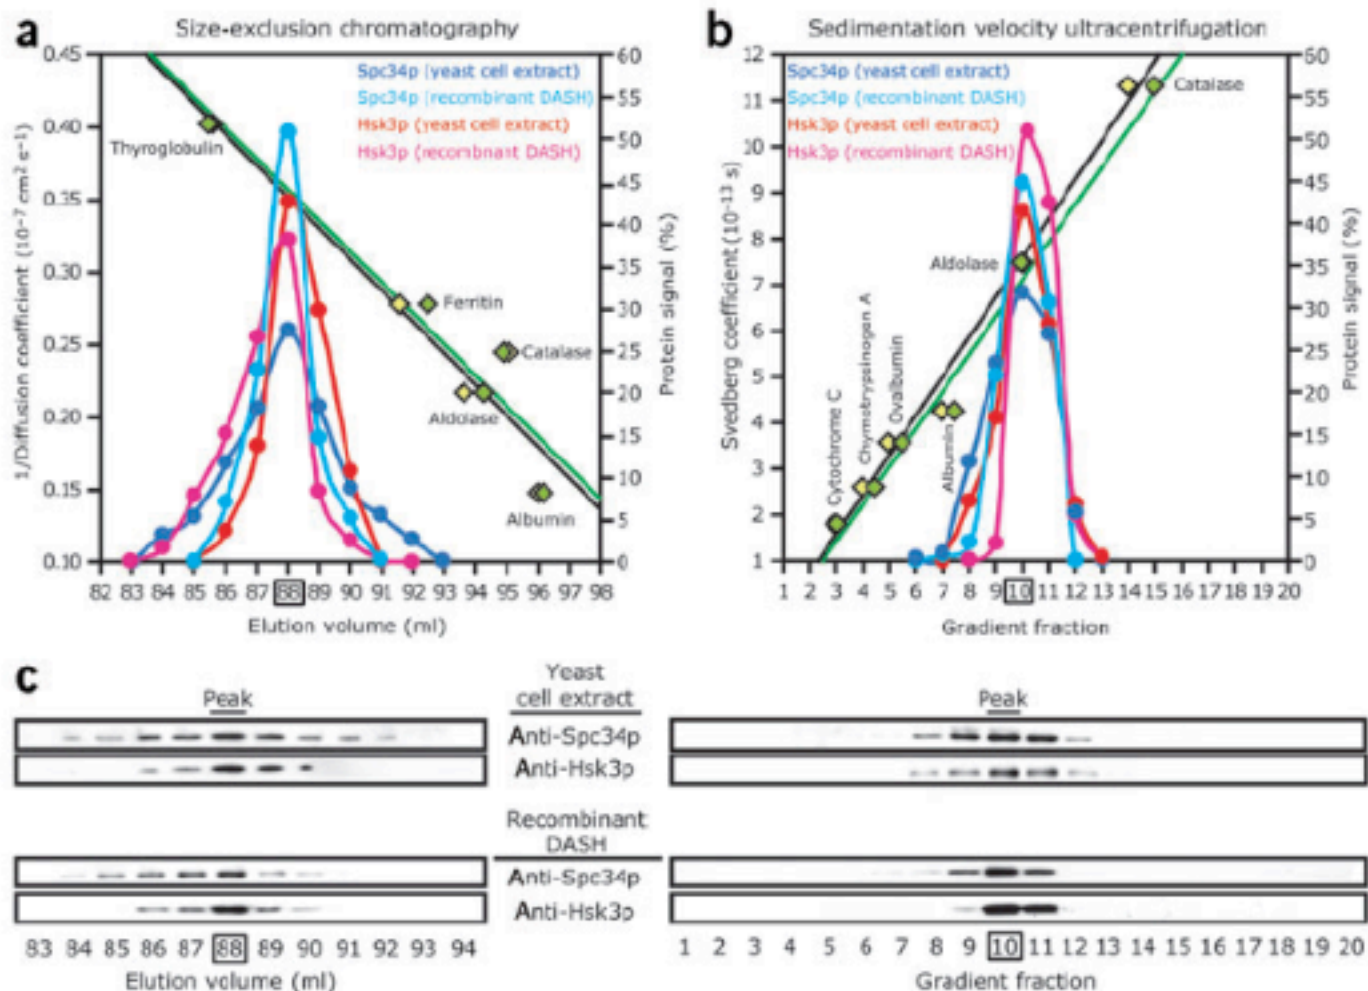 a
Size-exclusion chromatography
0.45
0.40
0.35
0.30
0.25
0.20
0.15
0.10
1/Diffusion coefficient (10⁻⁷ cm² s⁻¹)
Spc34p (yeast cell extract)
Spc34p (recombinant DASH)
Hsk3p (yeast cell extract)
Hsk3p (recombnant DASH)
Thyroglobulin
Ferritin
Catalase
Aldolase
Albumin
60
55
50
45
40
35
30
25
20
15
10
5
0
Protein signal (%)
82 83 84 85 86 87 88 89 90 91 92 93 94 95 96 97 98
Elution volume (ml)
b
Sedimentation velocity ultracentrifugation
12
11
10
9
8
7
6
5
4
3
2
1
Svedberg coefficient (10⁻¹³ s)
Spc34p (yeast cell extract)
Spc34p (recombinant DASH)
Hsk3p (yeast cell extract)
Hsk3p (recombinant DASH)
Catalase
Aldolase
Cytochrome C
Chymotrypsinogen A
Ovalbumin
Albumin
60
55
50
45
40
35
30
25
20
15
10
5
0
Protein signal (%)
1 2 3 4 5 6 7 8 9 10 11 12 13 14 15 16 17 18 19 20
Gradient fraction
c
Peak
Yeast
cell extract
Peak
Anti-Spc34p
Anti-Hsk3p
Recombinant
DASH
Anti-Spc34p
Anti-Hsk3p
83 84 85 86 87 88 89 90 91 92 93 94
Elution volume (ml)
1 2 3 4 5 6 7 8 9 10 11 12 13 14 15 16 17 18 19 20
Gradient fraction